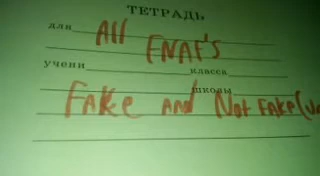 ТЕТРАДЬ
для All FNAF'S
учени класса
школы
Fake and Not Fake